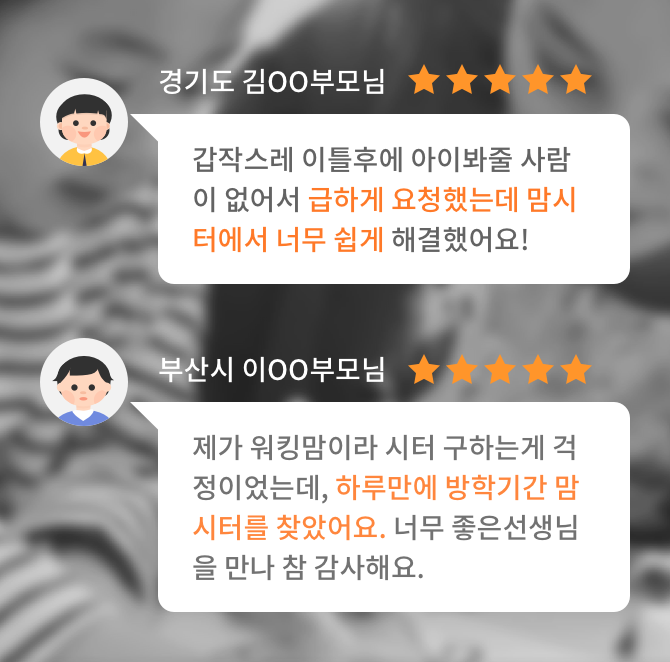 경기도 김OO부모님
갑작스레 이틀후에 아이봐줄 사람
이 없어서 급하게 요청했는데 맘시
터에서 너무 쉽게 해결했어요!
부산시 이OO부모님
제가 워킹맘이라 시터 구하는게 걱
정이었는데, 하루만에 방학기간 맘
시터를 찾았어요. 너무 좋은선생님
을 만나 참 감사해요.